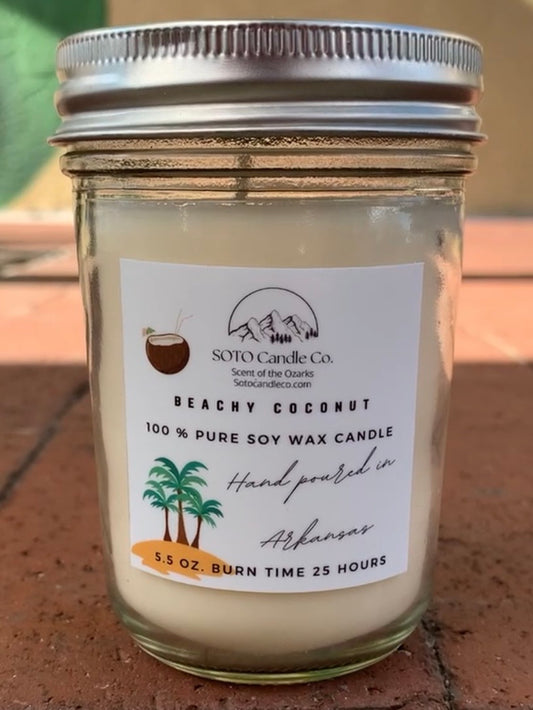 SOTO Candle Co.
Scent of the Ozarks
Sotocandleco.com
BEACHY COCONUT
100 % PURE SOY WAX CANDLE
Hand poured in
Arkansas
5.5 OZ. BURN TIME 25 HOURS